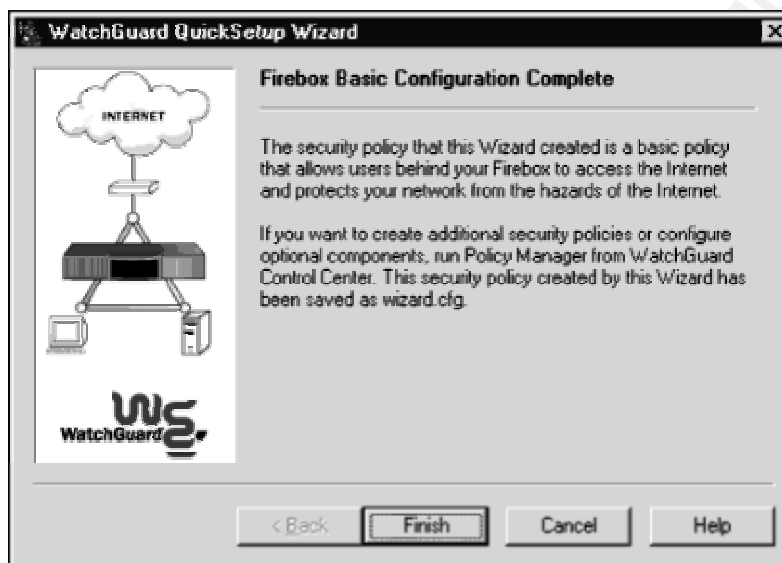 WatchGuard QuickSetup Wizard
INTERNET
WatchGuard
Firebox Basic Configuration Complete
The security policy that this Wizard created is a basic policy
that allows users behind your Firebox to access the Internet
and protects your network from the hazards of the Internet.
If you want to create additional security policies or configure
optional components, run Policy Manager from WatchGuard
Control Center. This security policy created by this Wizard has
been saved as wizard.cfg.
< Back
Finish
Cancel
Help